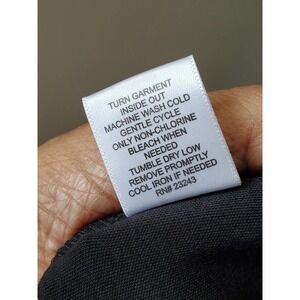 TURN GARMENT
INSIDE OUT
MACHINE WASH COLD
GENTLE CYCLE
ONLY NON-CHLORINE
BLEACH WHEN
NEEDED
TUMBLE DRY LOW
REMOVE PROMPTLY
COOL IRON IF NEEDED
RN# 23243